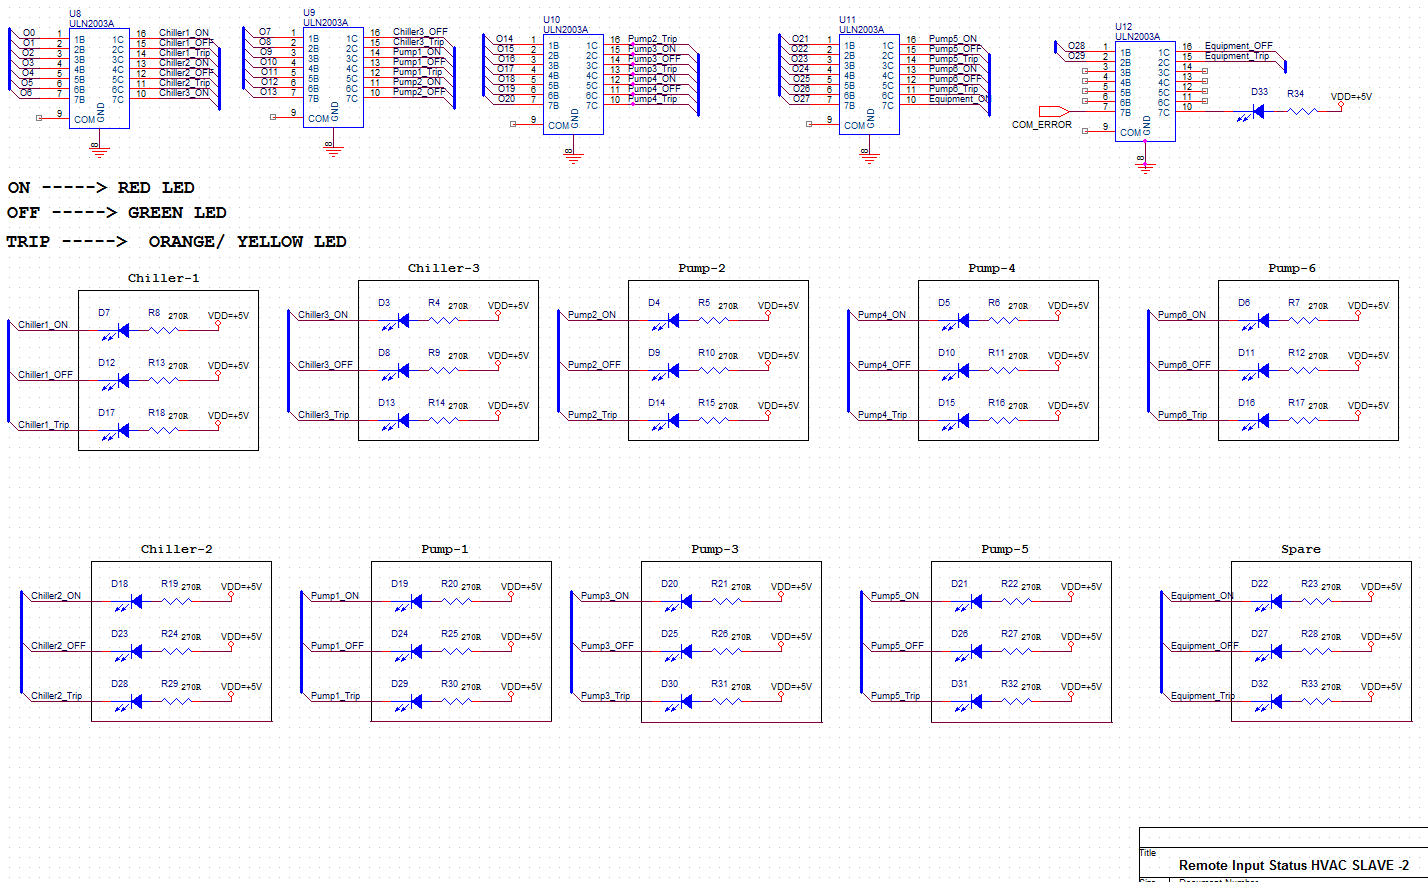 U8
ULN2003A
O0 1 1B 1C 16 Chiller1_ON
O1 2 2B 2C 15 Chiller1_OFF
O2 3 3B 3C 14 Chiller1_Trip
O3 4 4B 4C 13 Chiller2_ON
O4 5 5B 5C 12 Chiller2_OFF
O5 6 6B 6C 11 Chiller2_Trip
O6 7 7B 7C 10 Chiller3_ON
9 COM GND
8
U9
ULN2003A
O7 1 1B 1C 16 Chiller3_OFF
O8 2 2B 2C 15 Chiller3_Trip
O9 3 3B 3C 14 Pump1_ON
O10 4 4B 4C 13 Pump1_OFF
O11 5 5B 5C 12 Pump1_Trip
O12 6 6B 6C 11 Pump2_ON
O13 7 7B 7C 10 Pump2_OFF
9 COM GND
8
U10
ULN2003A
O14 1 1B 1C 16 Pump2_Trip
O15 2 2B 2C 15 Pump3_ON
O16 3 3B 3C 14 Pump3_OFF
O17 4 4B 4C 13 Pump3_Trip
O18 5 5B 5C 12 Pump4_ON
O19 6 6B 6C 11 Pump4_OFF
O20 7 7B 7C 10 Pump4_Trip
9 COM GND
8
U11
ULN2003A
O21 1 1B 1C 16 Pump5_ON
O22 2 2B 2C 15 Pump5_OFF
O23 3 3B 3C 14 Pump5_Trip
O24 4 4B 4C 13 Pump6_ON
O25 5 5B 5C 12 Pump6_OFF
O26 6 6B 6C 11 Pump6_Trip
O27 7 7B 7C 10 Equipment_ON
9 COM GND
8
U12
ULN2003A
O28 1 1B 1C 16 Equipment_OFF
O29 2 2B 2C 15 Equipment_Trip
3 3B 3C 14
4 4B 4C 13
5 5B 5C 12
6 6B 6C 11
COM_ERROR 7 7B 7C 10 D33 R34 VDD=+5V
9 COM GND
8
ON -----> RED LED
OFF -----> GREEN LED
TRIP -----> ORANGE/ YELLOW LED
Chiller-1
Chiller1_ON D7 R8 270R VDD=+5V
Chiller1_OFF D12 R13 270R VDD=+5V
Chiller1_Trip D17 R18 270R VDD=+5V
Chiller-3
Chiller3_ON D3 R4 270R VDD=+5V
Chiller3_OFF D8 R9 270R VDD=+5V
Chiller3_Trip D13 R14 270R VDD=+5V
Pump-2
Pump2_ON D4 R5 270R VDD=+5V
Pump2_OFF D9 R10 270R VDD=+5V
Pump2_Trip D14 R15 270R VDD=+5V
Pump-4
Pump4_ON D5 R6 270R VDD=+5V
Pump4_OFF D10 R11 270R VDD=+5V
Pump4_Trip D15 R16 270R VDD=+5V
Pump-6
Pump6_ON D6 R7 270R VDD=+5V
Pump6_OFF D11 R12 270R VDD=+5V
Pump6_Trip D16 R17 270R VDD=+5V
Chiller-2
Chiller2_ON D18 R19 270R VDD=+5V
Chiller2_OFF D23 R24 270R VDD=+5V
Chiller2_Trip D28 R29 270R VDD=+5V
Pump-1
Pump1_ON D19 R20 270R VDD=+5V
Pump1_OFF D24 R25 270R VDD=+5V
Pump1_Trip D29 R30 270R VDD=+5V
Pump-3
Pump3_ON D20 R21 270R VDD=+5V
Pump3_OFF D25 R26 270R VDD=+5V
Pump3_Trip D30 R31 270R VDD=+5V
Pump-5
Pump5_ON D21 R22 270R VDD=+5V
Pump5_OFF D26 R27 270R VDD=+5V
Pump5_Trip D31 R32 270R VDD=+5V
Spare
Equipment_ON D22 R23 270R VDD=+5V
Equipment_OFF D27 R28 270R VDD=+5V
Equipment_Trip D32 R33 270R VDD=+5V
Title
Remote Input Status HVAC SLAVE -2
Size Document Number